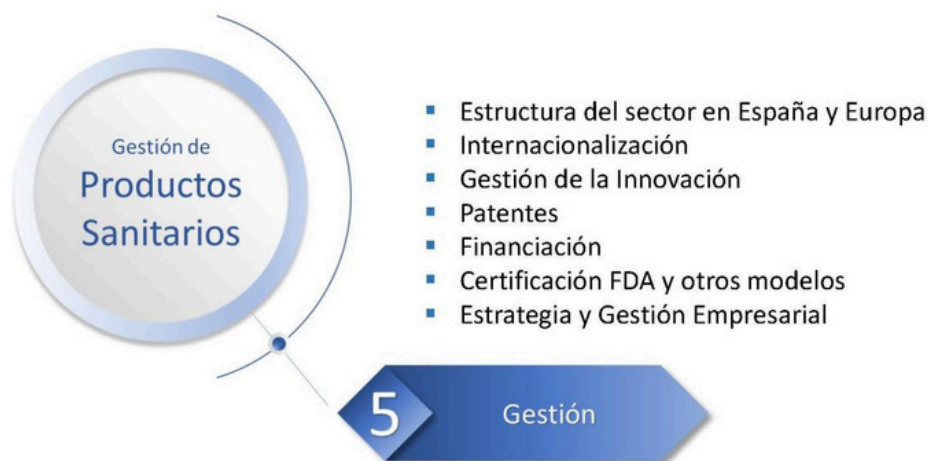 Gestión de
Productos
Sanitarios
Estructura del sector en España y Europa
Internacionalización
Gestión de la Innovación
Patentes
Financiación
Certificación FDA y otros modelos
Estrategia y Gestión Empresarial
5 Gestión